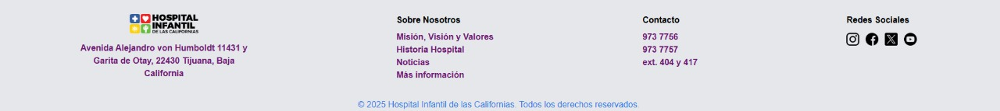 HOSPITAL
INFANTIL
DE LAS CALIFORNIAS
Avenida Alejandro von Humboldt 11431 y
Garita de Otay, 22430 Tijuana, Baja
California
Sobre Nosotros
Misión, Visión y Valores
Historia Hospital
Noticias
Más información
Contacto
973 7756
973 7757
ext. 404 y 417
Redes Sociales
© 2025 Hospital Infantil de las Californias. Todos los derechos reservados.